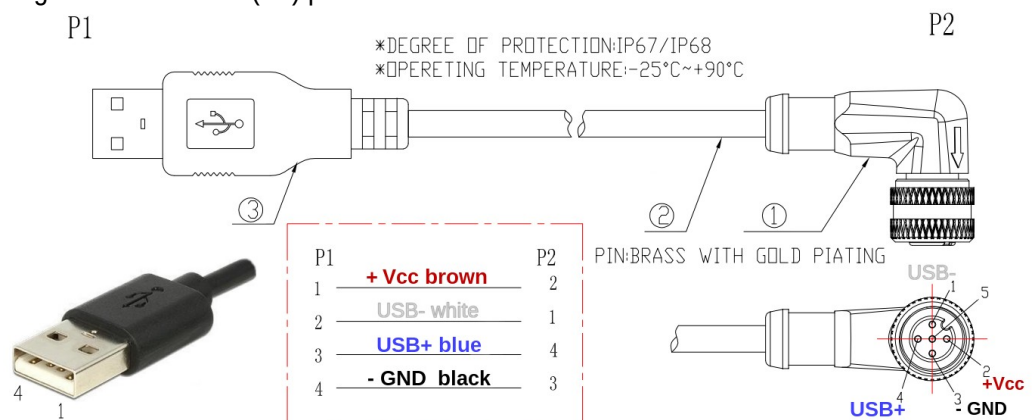 P1
P2
*DEGREE OF PROTECTION:IP67/IP68
*OPERETING TEMPERATURE:-25°C~+90°C
3
2
1
PIN:BRASS WITH GOLD PIATING
P1
P2
1 + Vcc brown 2
2 USB- white 1
3 USB+ blue 4
4 - GND black 3
4
1
USB-
1
5
2
+Vcc
4
3
USB+
- GND